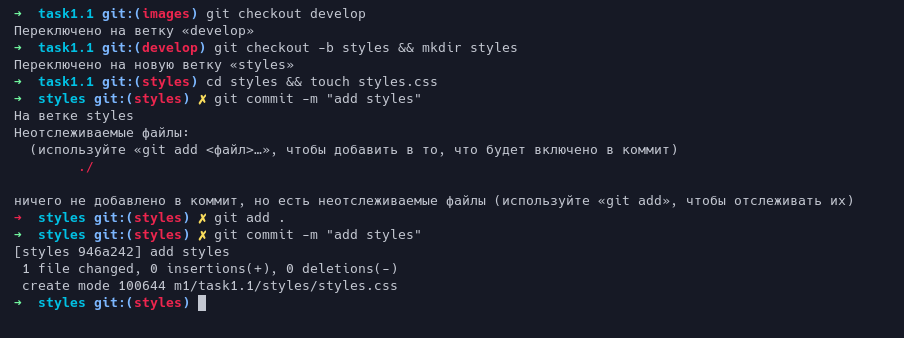 ➜  task1.1 git:(images) git checkout develop
Переключено на ветку «develop»
➜  task1.1 git:(develop) git checkout -b styles && mkdir styles
Переключено на новую ветку «styles»
➜  task1.1 git:(styles) cd styles && touch styles.css
➜  styles git:(styles) ✗ git commit -m "add styles"
На ветке styles
Неотслеживаемые файлы:
  (используйте «git add <файл>…», чтобы добавить в то, что будет включено в коммит)
        ./
ничего не добавлено в коммит, но есть неотслеживаемые файлы (используйте «git add», чтобы отслеживать их)
➜  styles git:(styles) ✗ git add .
➜  styles git:(styles) ✗ git commit -m "add styles"
[styles 946a242] add styles
 1 file changed, 0 insertions(+), 0 deletions(-)
 create mode 100644 m1/task1.1/styles/styles.css
➜  styles git:(styles)